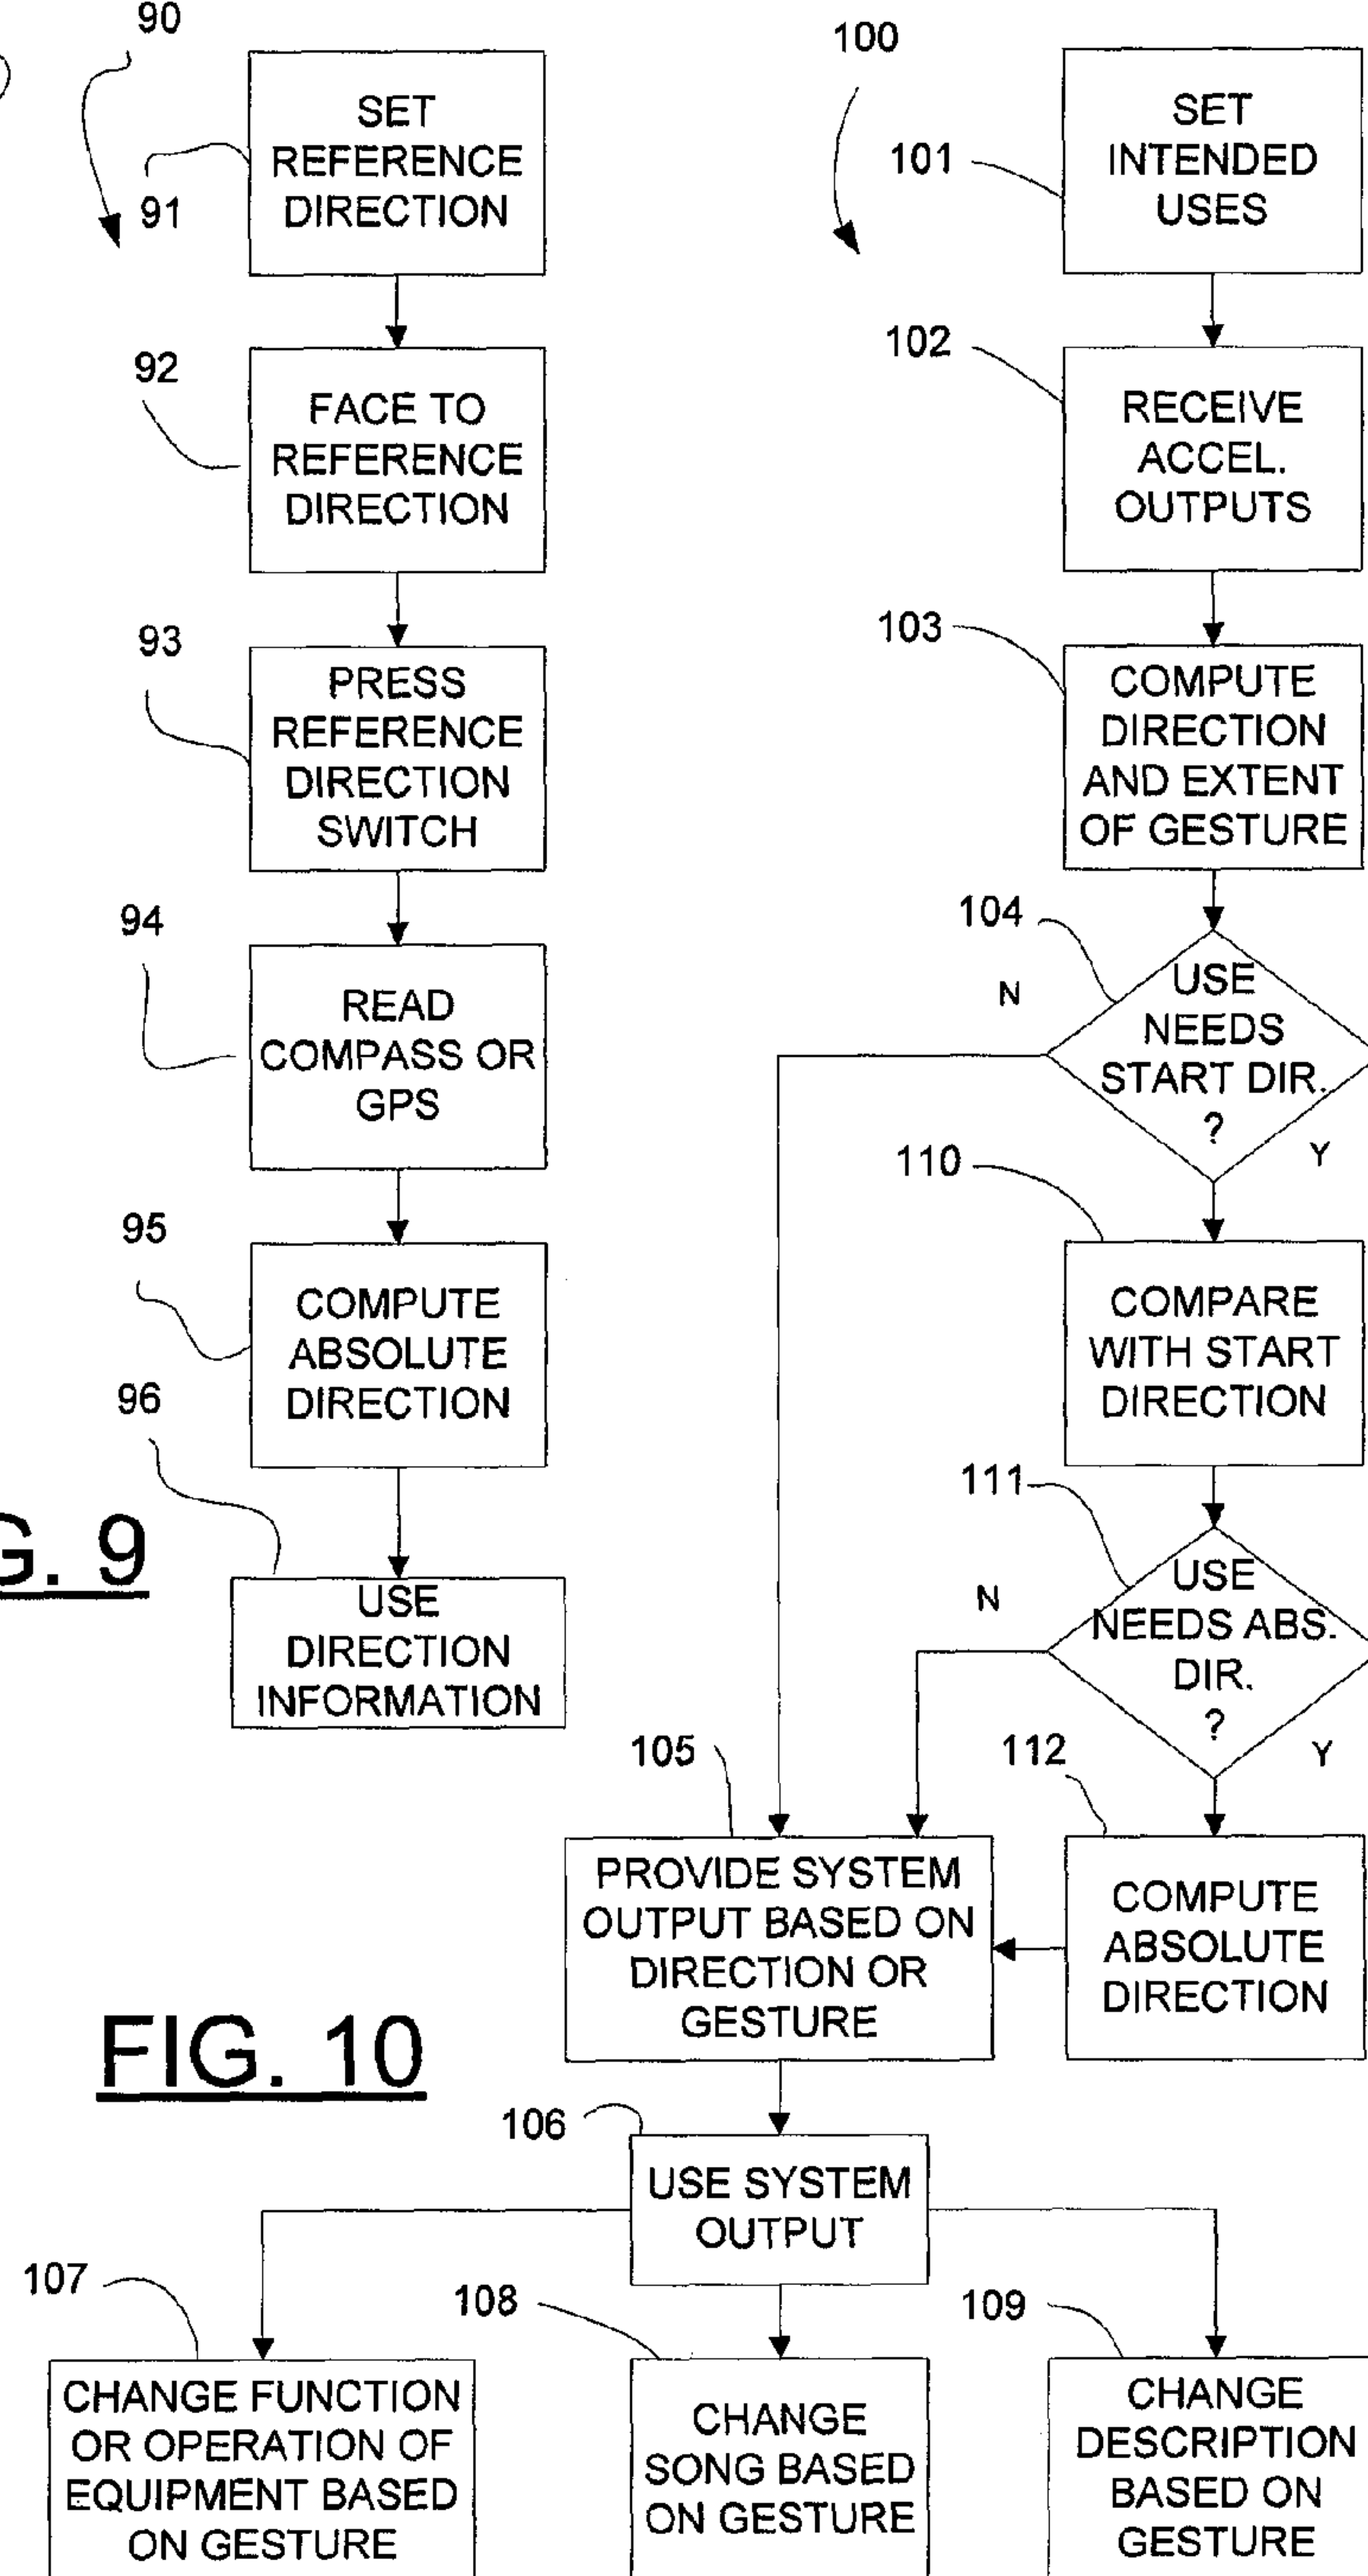 90
SET
REFERENCE
DIRECTION
91
92
FACE TO
REFERENCE
DIRECTION
93
PRESS
REFERENCE
DIRECTION
SWITCH
94
READ
COMPASS OR
GPS
95
COMPUTE
ABSOLUTE
DIRECTION
96
USE
DIRECTION
INFORMATION
G. 9
100
SET
INTENDED
USES
101
102
RECEIVE
ACCEL.
OUTPUTS
103
COMPUTE
DIRECTION
AND EXTENT
OF GESTURE
104
USE
NEEDS
START DIR.
?
N
Y
110
COMPARE
WITH START
DIRECTION
111
USE
NEEDS ABS.
DIR.
?
N
Y
112
COMPUTE
ABSOLUTE
DIRECTION
105
PROVIDE SYSTEM
OUTPUT BASED ON
DIRECTION OR
GESTURE
FIG. 10
106
USE SYSTEM
OUTPUT
107
CHANGE FUNCTION
OR OPERATION OF
EQUIPMENT BASED
ON GESTURE
108
CHANGE
SONG BASED
ON GESTURE
109
CHANGE
DESCRIPTION
BASED ON
GESTURE